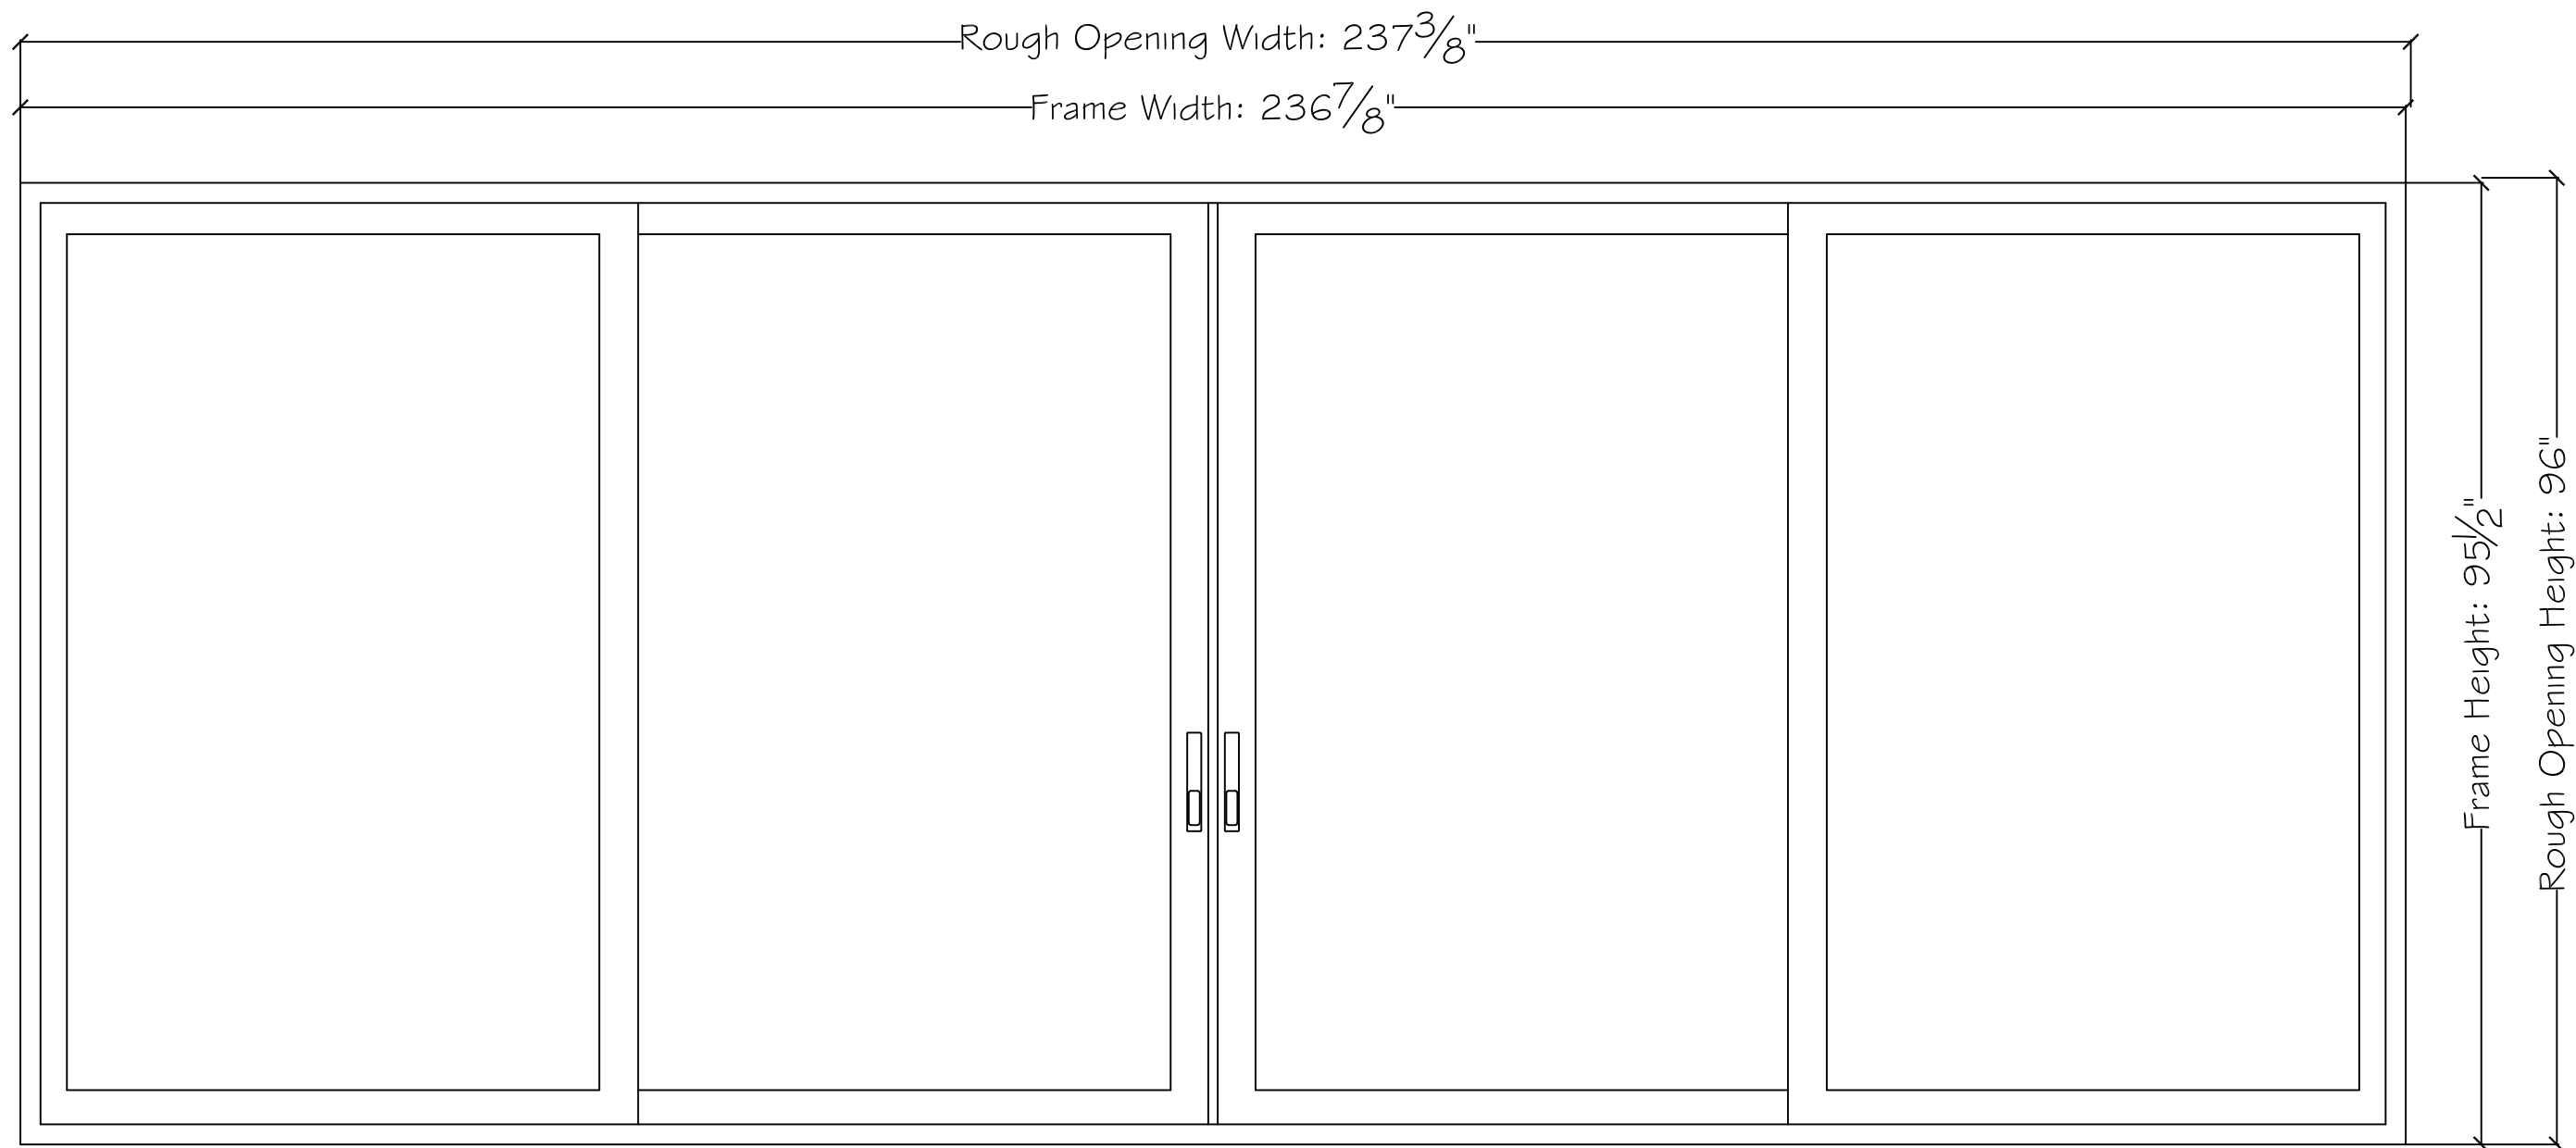 Rough Opening Width: 237 3/8"
Frame Width: 236 7/8"
Frame Height: 95 1/2"
Rough Opening Height: 96"